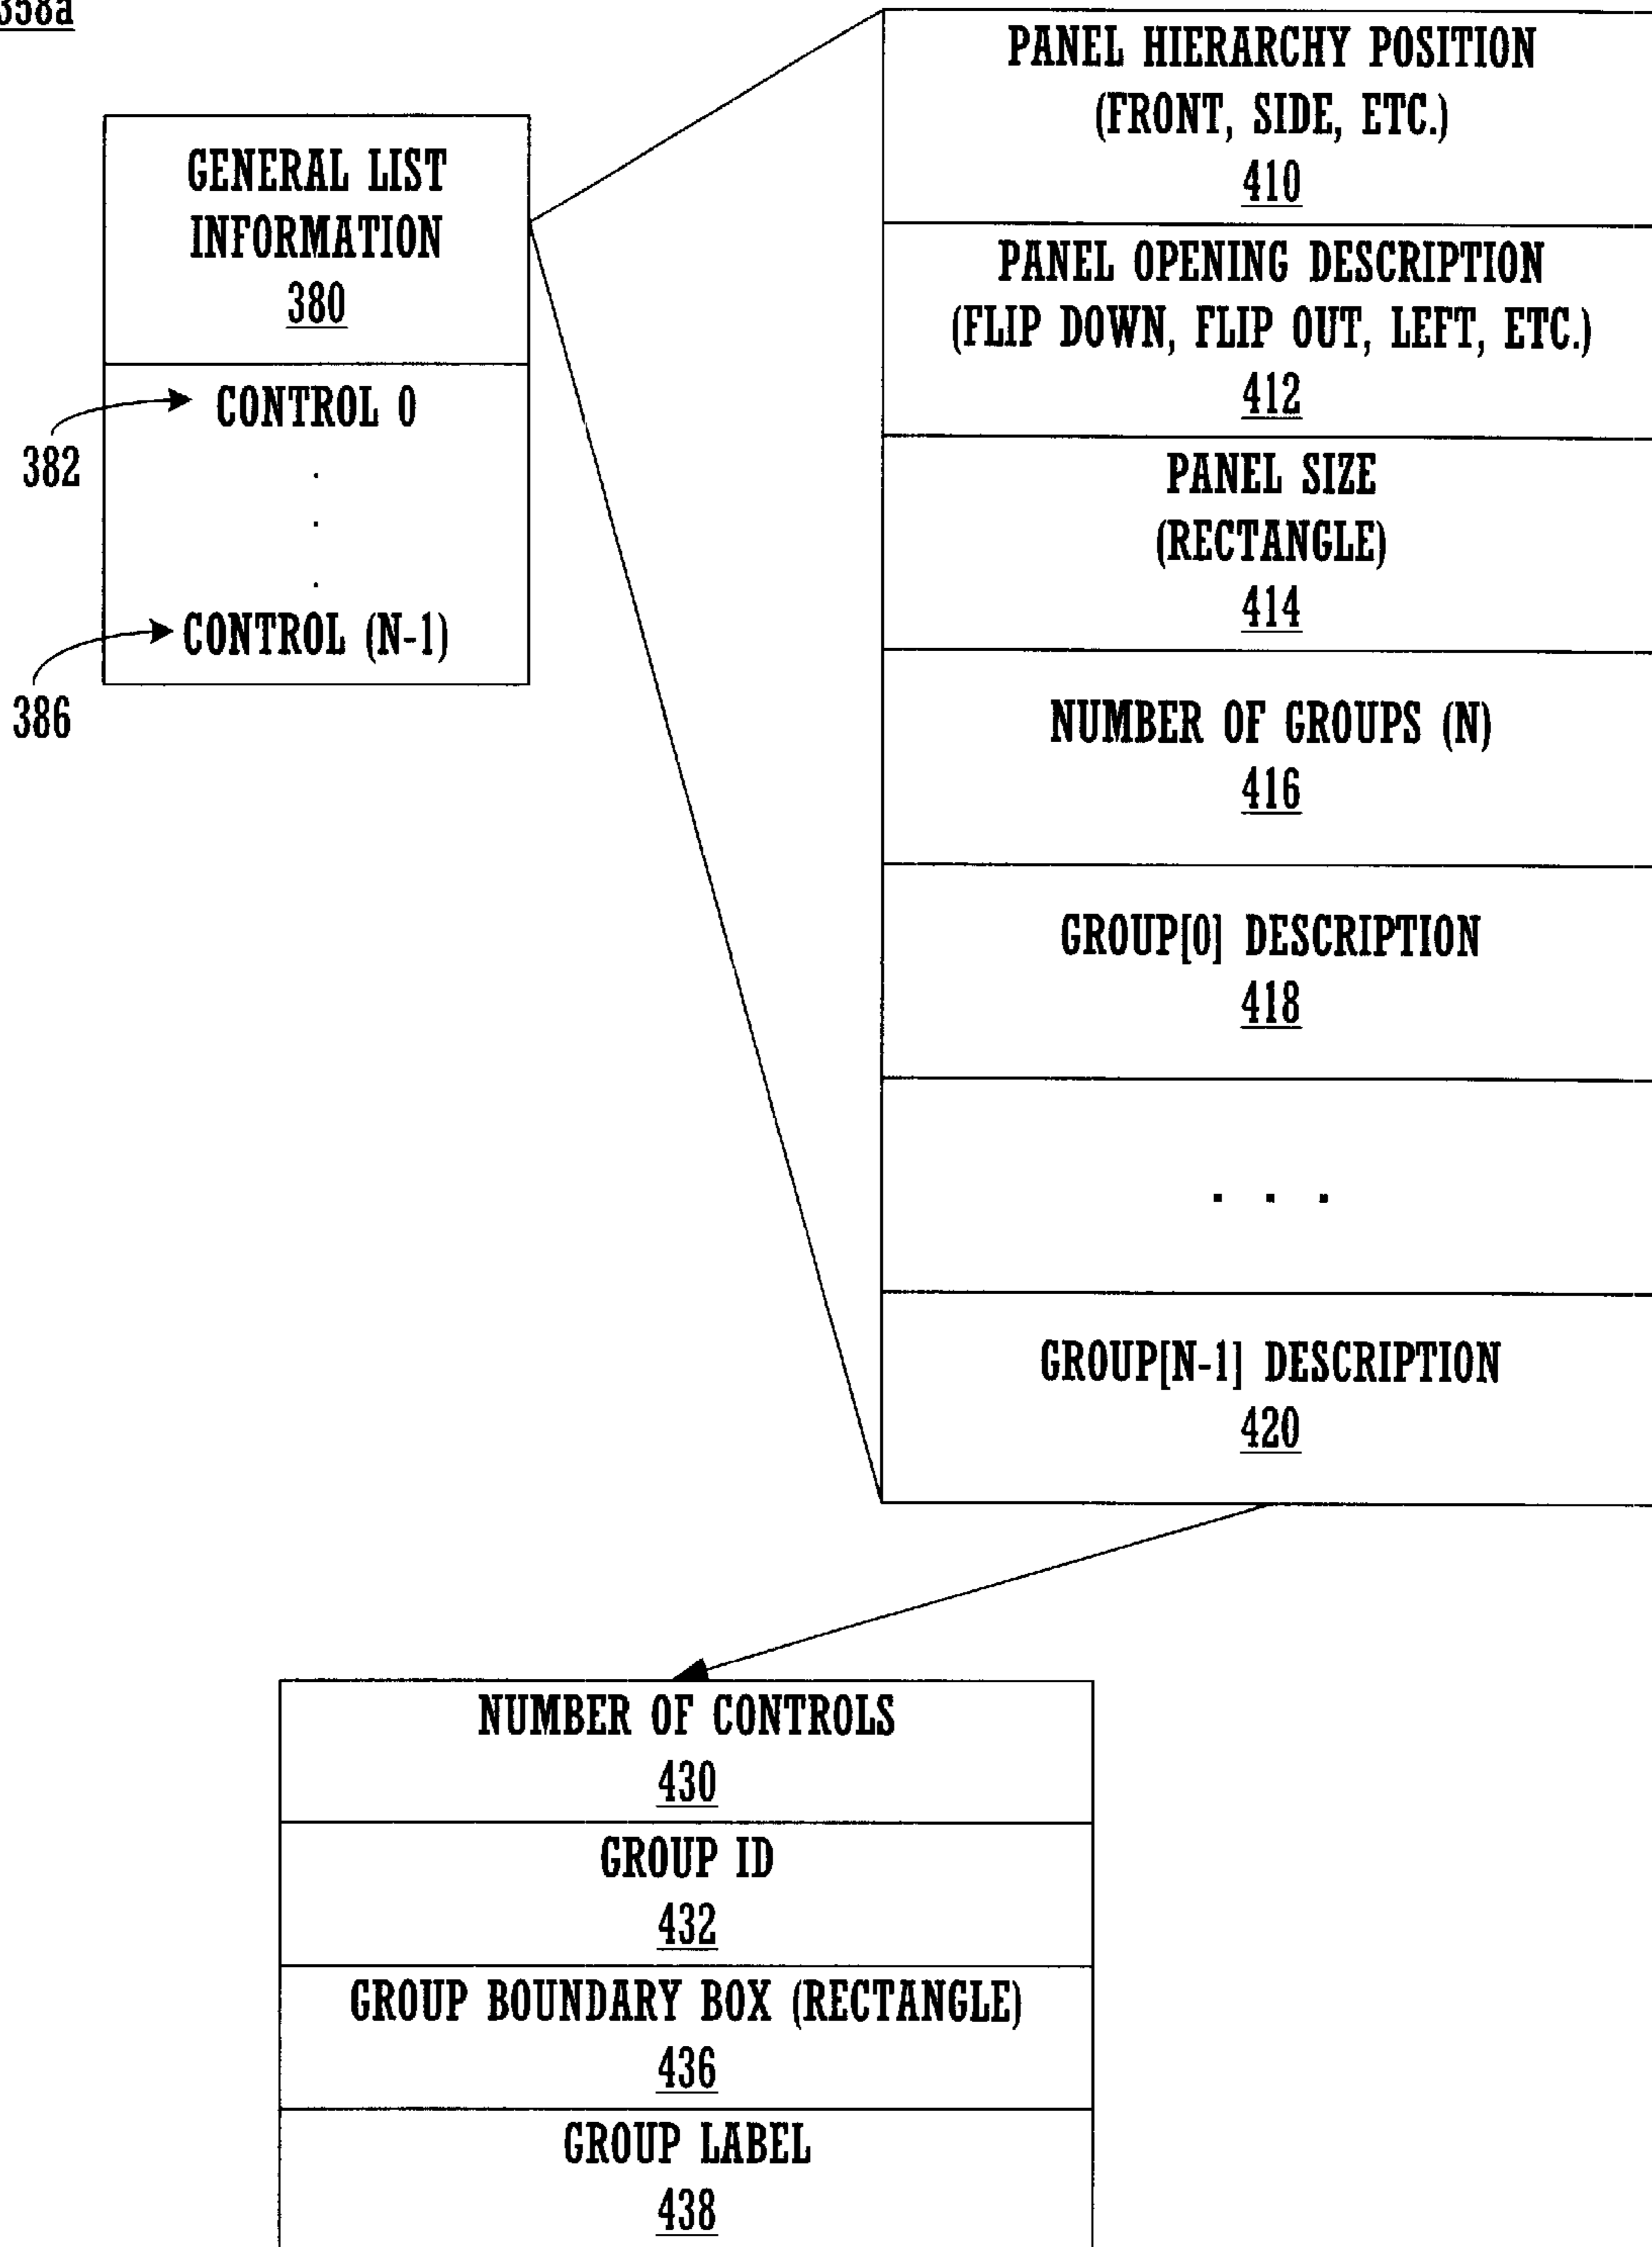 358a
GENERAL LIST
INFORMATION
380
CONTROL 0
.
.
.
CONTROL (N-1)
382
386
PANEL HIERARCHY POSITION
(FRONT, SIDE, ETC.)
410
PANEL OPENING DESCRIPTION
(FLIP DOWN, FLIP OUT, LEFT, ETC.)
412
PANEL SIZE
(RECTANGLE)
414
NUMBER OF GROUPS (N)
416
GROUP[0] DESCRIPTION
418
. . .
GROUP[N-1] DESCRIPTION
420
NUMBER OF CONTROLS
430
GROUP ID
432
GROUP BOUNDARY BOX (RECTANGLE)
436
GROUP LABEL
438